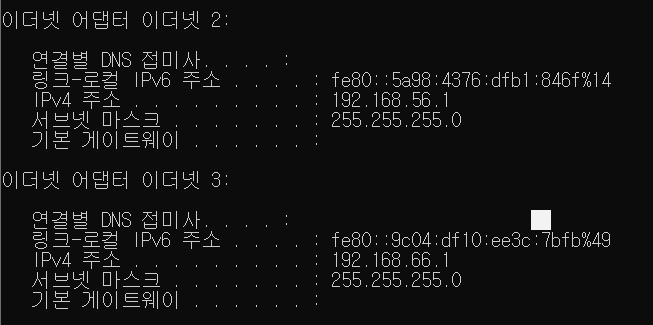 이더넷 어댑터 이더넷 2:
연결별 DNS 접미사. . . . :
링크-로컬 IPv6 주소 . . . . : fe80::5a98:4376:dfb1:846f%14
IPv4 주소 . . . . . . . . . : 192.168.56.1
서브넷 마스크 . . . . . . . : 255.255.255.0
기본 게이트웨이 . . . . . . :
이더넷 어댑터 이더넷 3:
연결별 DNS 접미사. . . . :
링크-로컬 IPv6 주소 . . . . : fe80::9c04:df10:ee3c:7bfb%49
IPv4 주소 . . . . . . . . . : 192.168.66.1
서브넷 마스크 . . . . . . . : 255.255.255.0
기본 게이트웨이 . . . . . . :